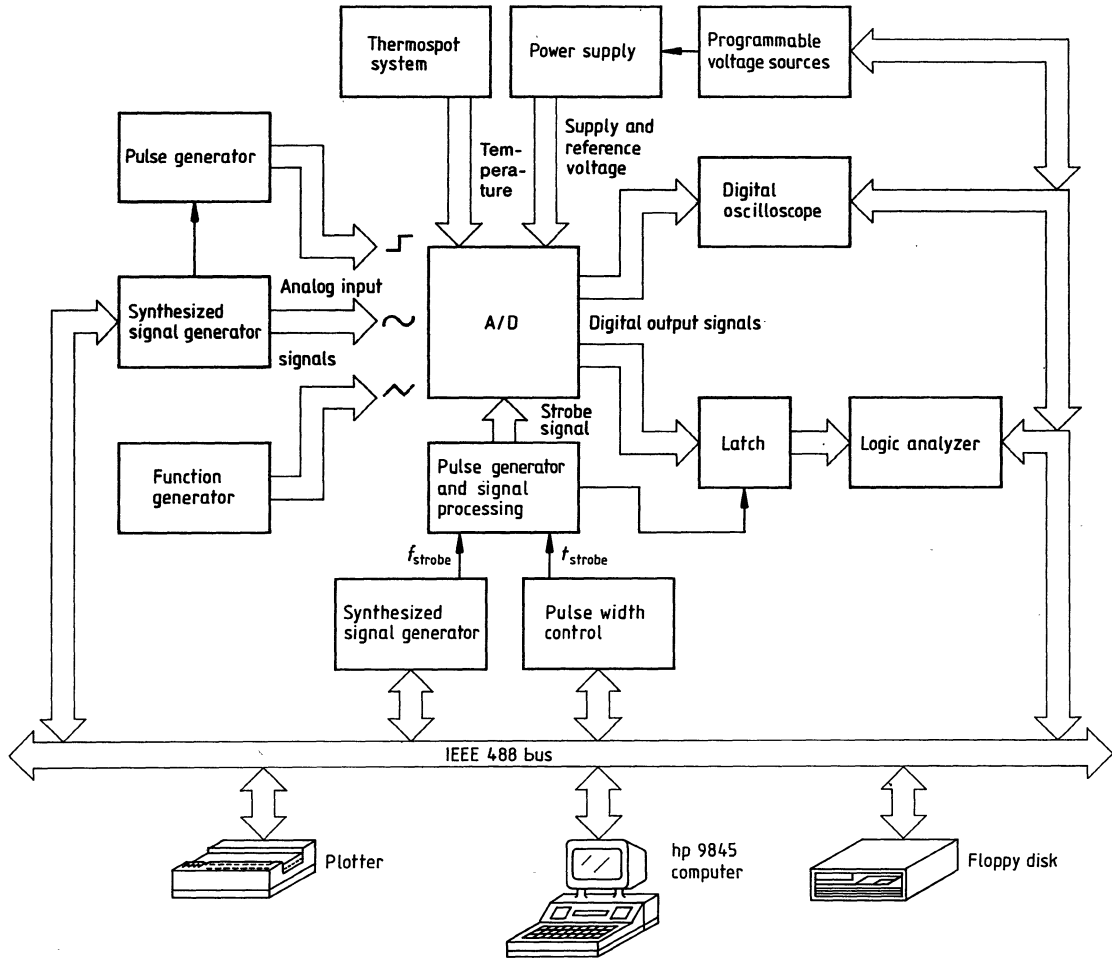 Thermospot
system
Power supply
Programmable
voltage sources
Pulse generator
Tem-
pera-
ture
Supply and
reference
voltage
Digital
oscilloscope
Synthesized
signal generator
Analog input
signals
A/D
Digital output signals
Function
generator
Strobe
signal
Pulse generator
and signal
processing
Latch
Logic analyzer
fstrobe
tstrobe
Synthesized
signal generator
Pulse width
control
IEEE 488 bus
Plotter
hp 9845
computer
Floppy disk